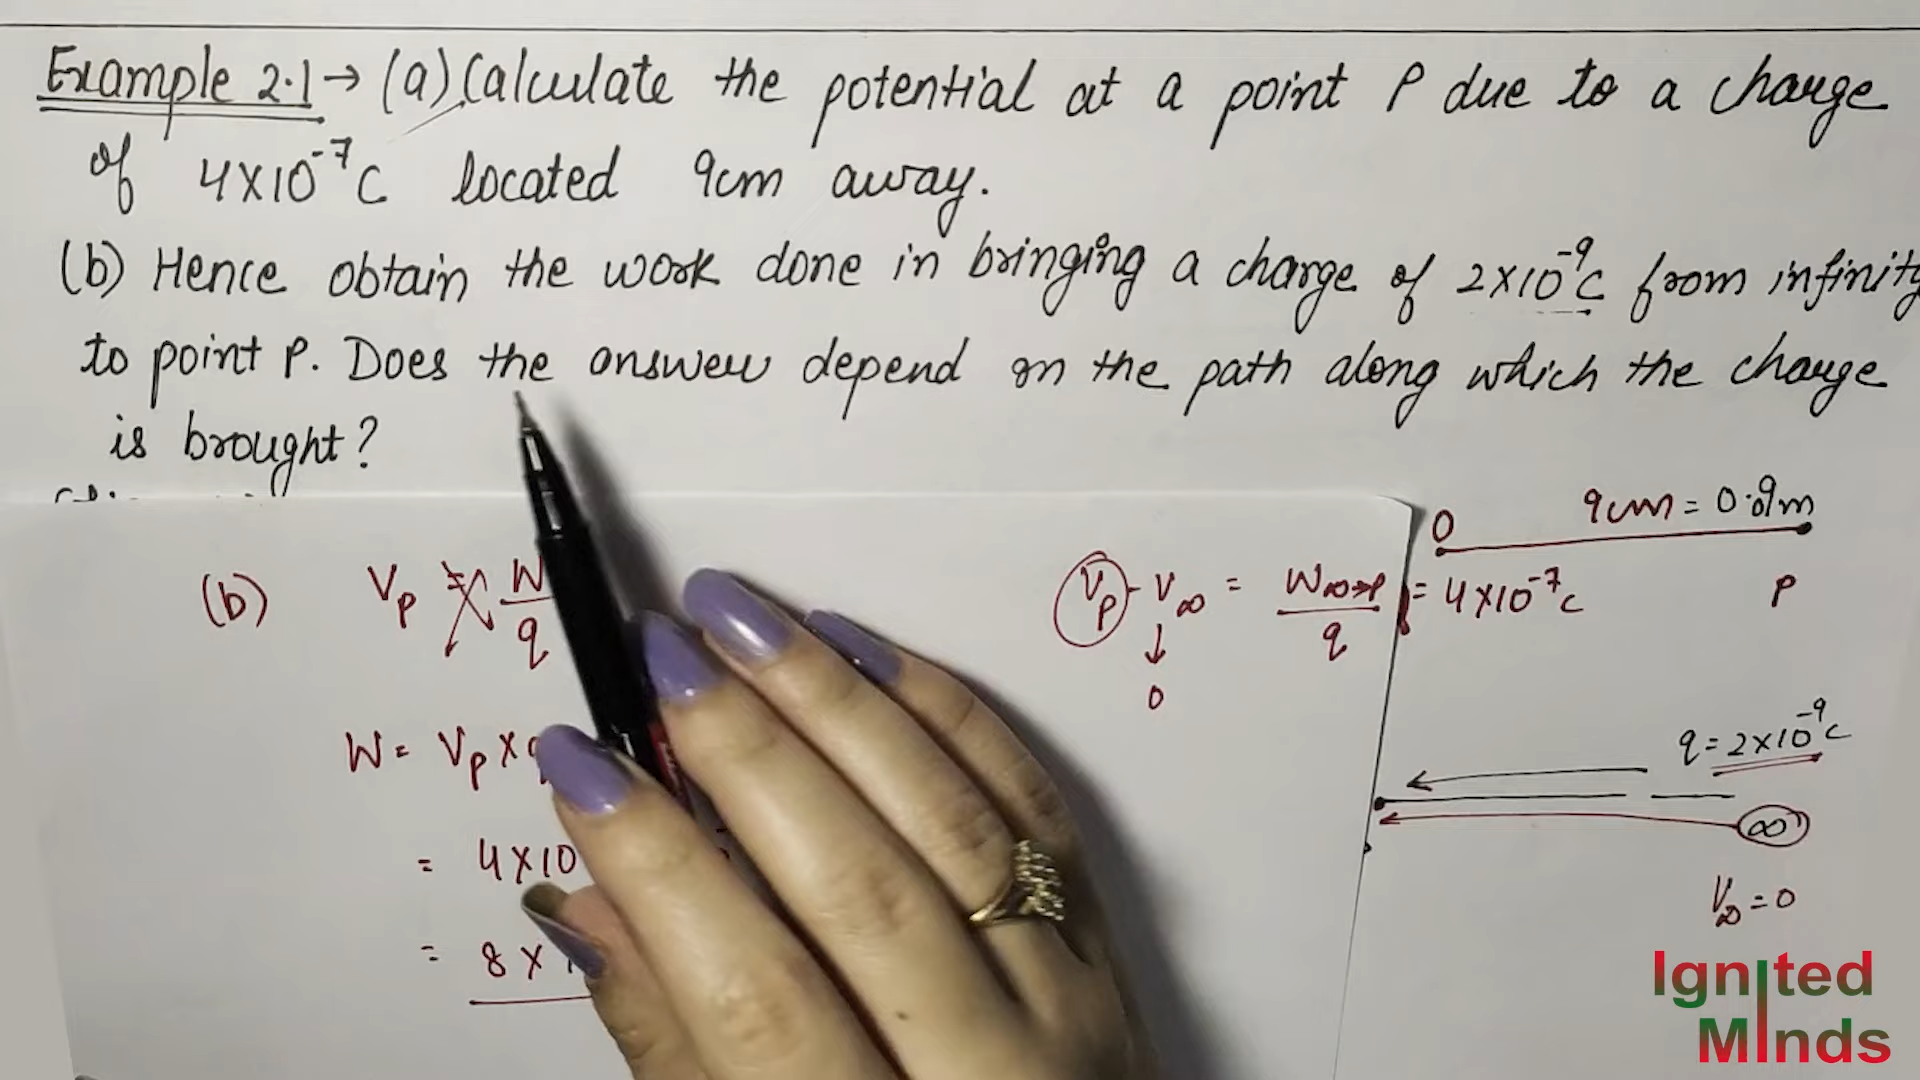 Example 2.1 → (a) Calculate the potential at a point P due to a charge
of 4×10⁻⁷C located 9cm away.
(b) Hence obtain the work done in bringing a charge of 2×10⁻⁹C from infinity
to point P. Does the answer depend on the path along which the charge
is brought?
O 9cm = 0.09m
P
(b) Vp = W/q
Vp - V∞ = W∞→P/q
↓
0
= 4×10⁻⁷C
W = Vp ×
= 4×10
= 8×
q = 2×10⁻⁹C
∞
V∞ = 0
Ignited
Minds